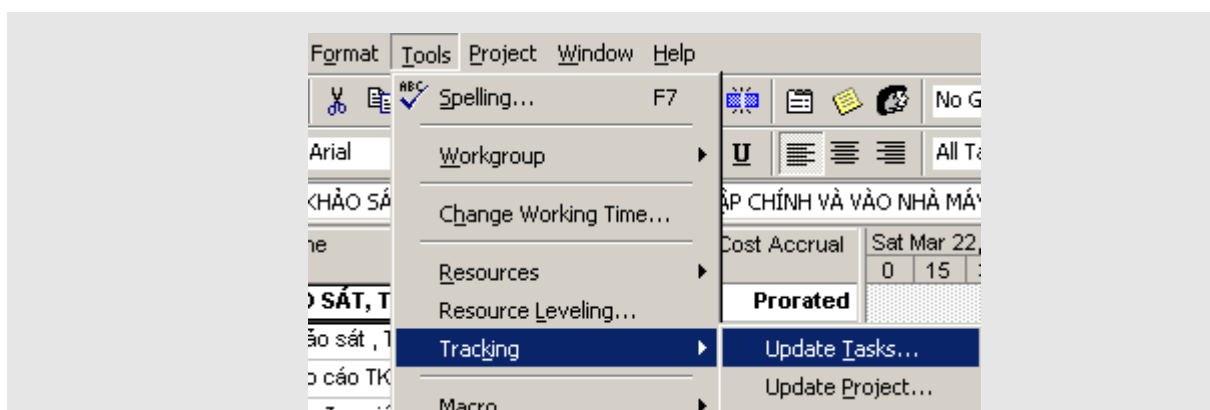 Format Tools Project Window Help
ABC Spelling... F7 No G
Arial Workgroup U All Ta
KHẢO SÁ ẬP CHÍNH VÀ VÀO NHÀ MÁY
Change Working Time...
me Cost Accrual Sat Mar 22,
0 15
Resources
O SÁT, T Prorated
Resource Leveling...
ảo sát , T Tracking Update Tasks...
o cáo TK Update Project...
Macro